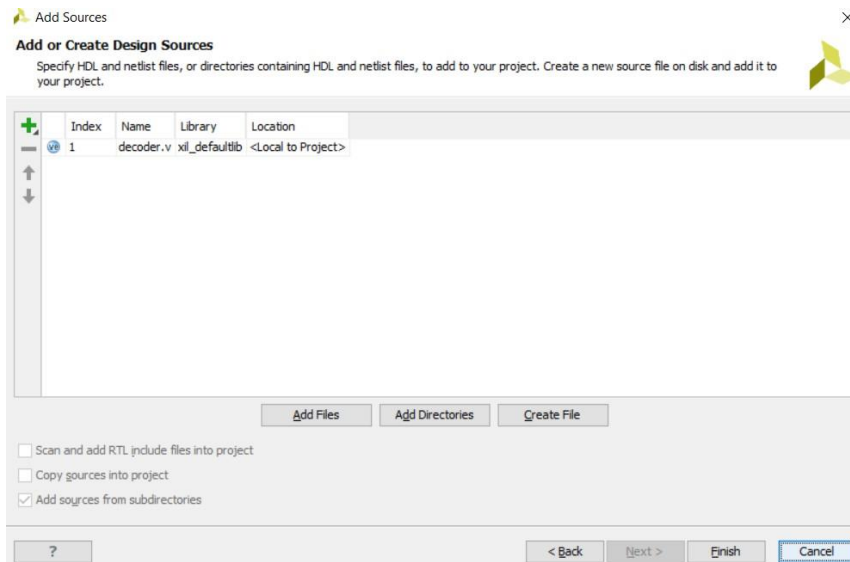 Add Sources
Add or Create Design Sources
Specify HDL and netlist files, or directories containing HDL and netlist files, to add to your project. Create a new source file on disk and add it to
your project.
Index Name Library Location
1 decoder.v xil_defaultlib <Local to Project>
Add Files Add Directories Create File
Scan and add RTL include files into project
Copy sources into project
Add sources from subdirectories
? < Back Next > Finish Cancel